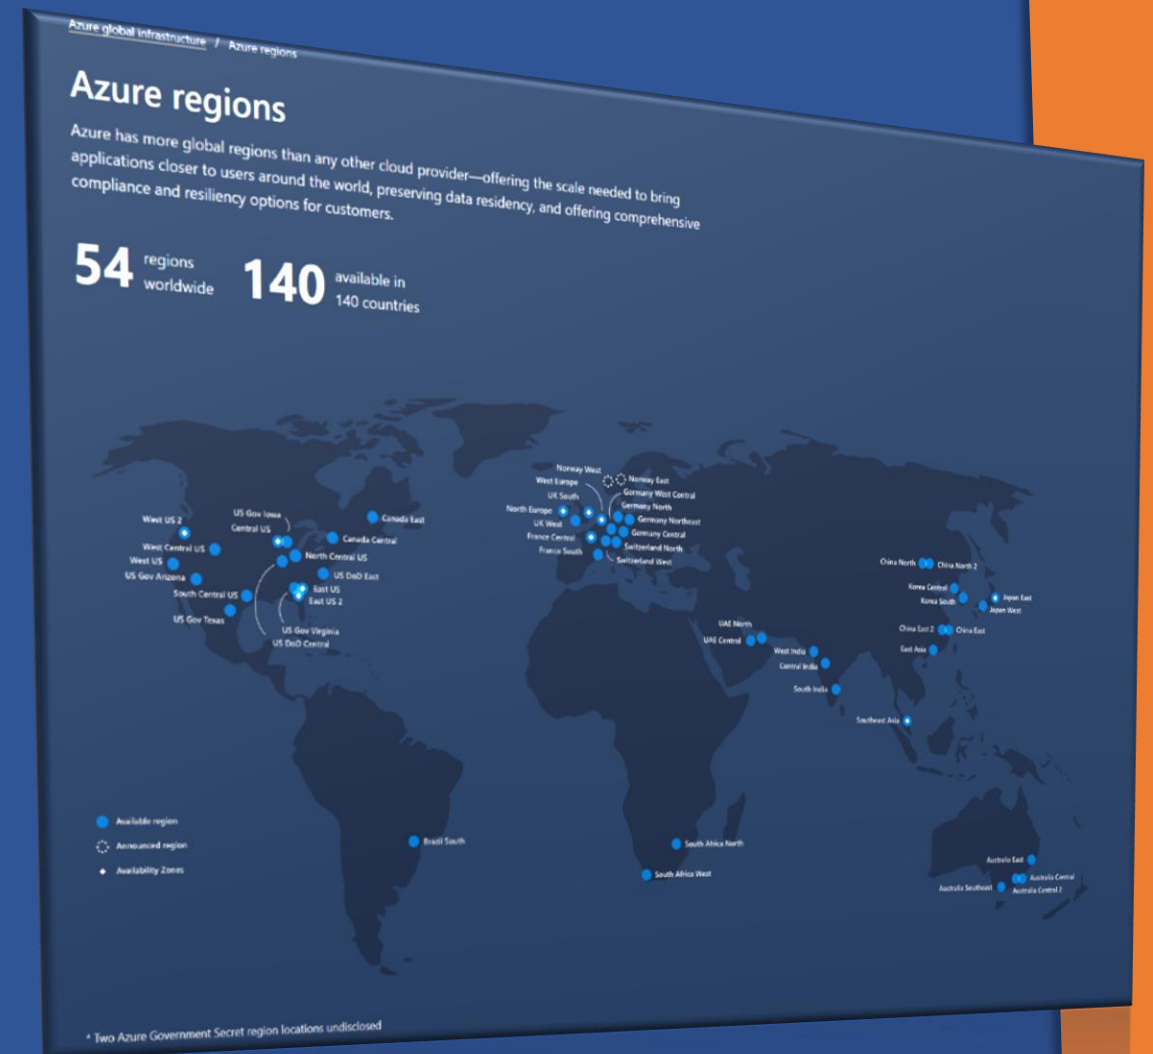 Azure global infrastructure / Azure regions
Azure regions
Azure has more global regions than any other cloud provider—offering the scale needed to bring
applications closer to users around the world, preserving data residency, and offering comprehensive
compliance and resiliency options for customers.
54 regions worldwide
140 available in 140 countries
Norway West
Norway East
West Europe
Germany West Central
UK South
Germany North
North Europe
Germany Northeast
UK West
Germany Central
France Central
Switzerland North
France South
Switzerland West
US Gov Iowa
Canada East
West US 2
Central US
Canada Central
West Central US
North Central US
West US
US Gov Arizona
US DoD East
South Central US
East US
East US 2
US Gov Texas
US Gov Virginia
US DoD Central
China North
China North 2
Korea Central
Korea South
Japan East
Japan West
UAE North
UAE Central
China East 2
China East
West India
East Asia
Central India
South India
Southeast Asia
Available region
Announced region
Availability Zones
Brazil South
South Africa North
South Africa West
Australia East
Australia Central
Australia Southeast
Australia Central 2
* Two Azure Government Secret region locations undisclosed